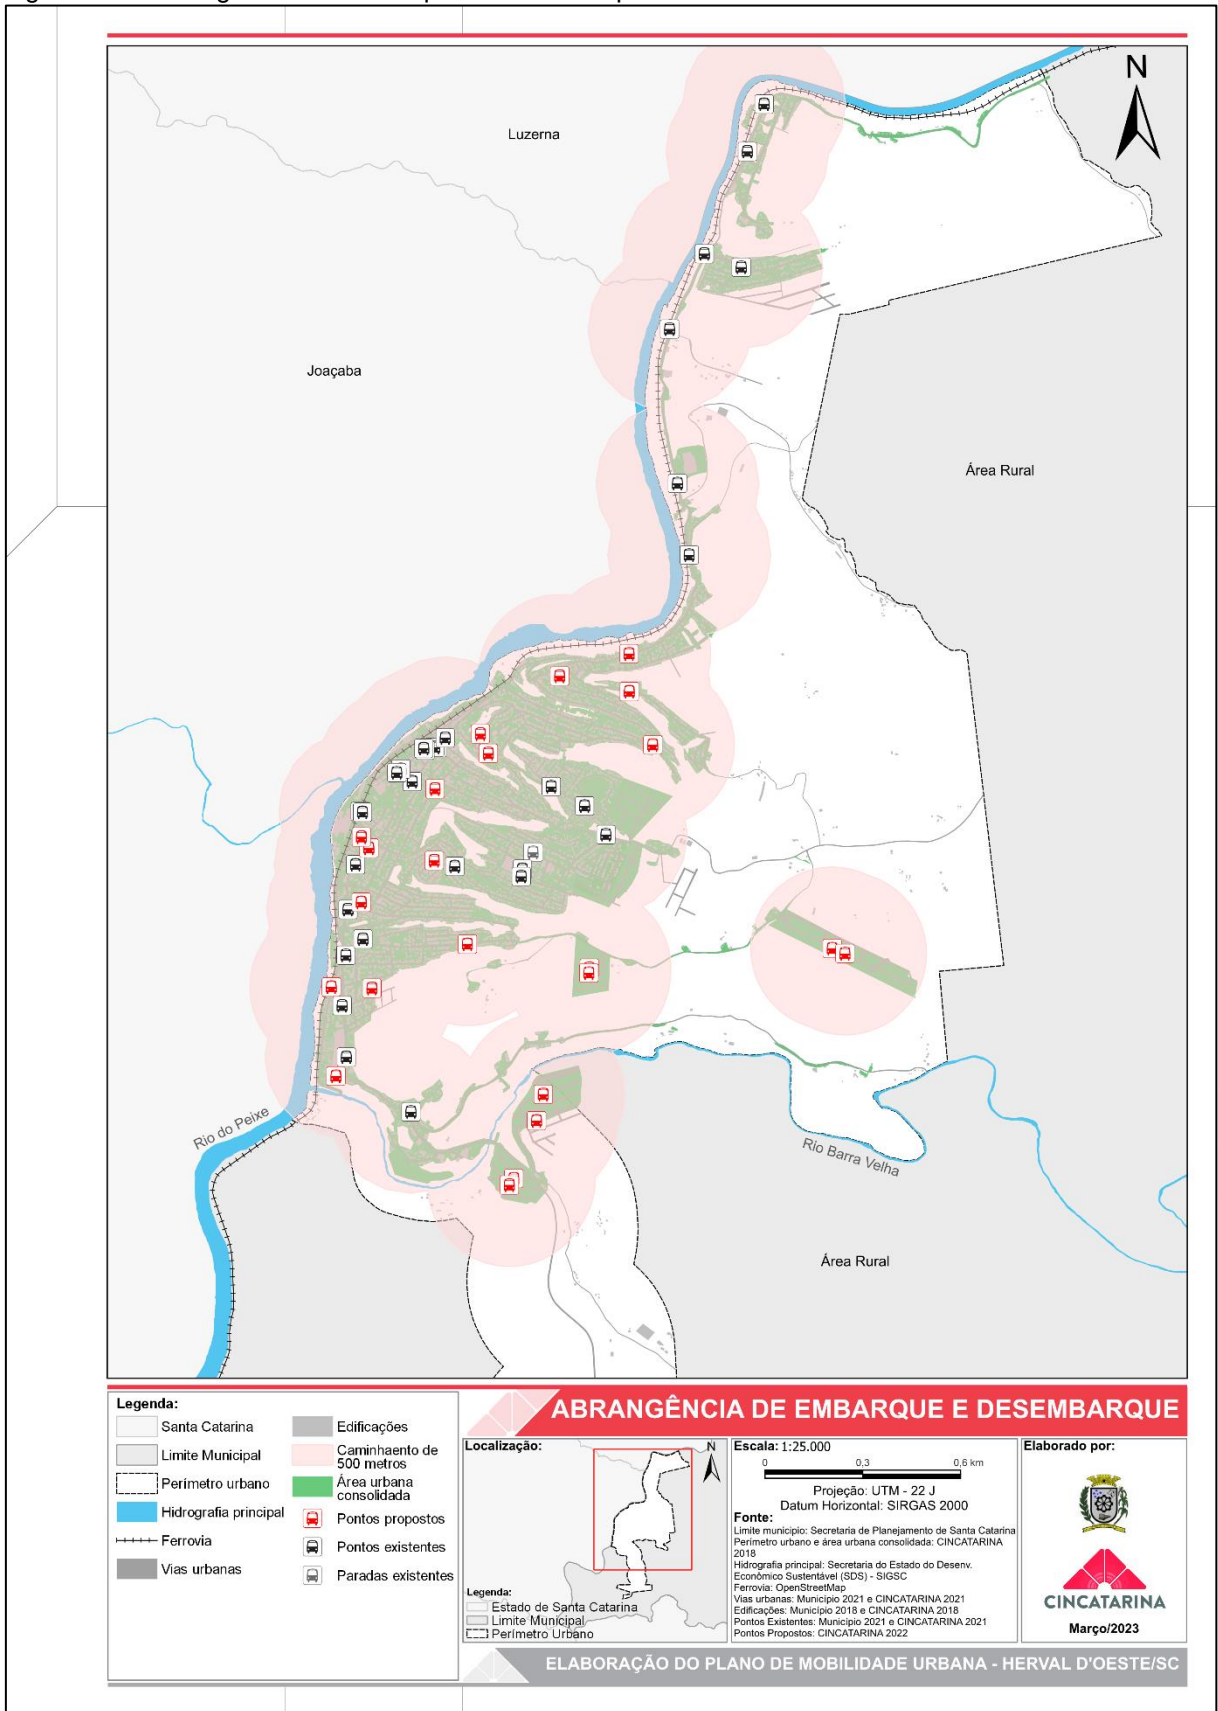 N
Luzerna
Joaçaba
Área Rural
Rio do Peixe
Rio Barra Velha
Área Rural
ABRANGÊNCIA DE EMBARQUE E DESEMBARQUE
Legenda:
Santa Catarina
Limite Municipal
Perímetro urbano
Hidrografia principal
Ferrovia
Vias urbanas
Edificações
Caminhaento de
500 metros
Área urbana
consolidada
Pontos propostos
Pontos existentes
Paradas existentes
Localização:
N
Legenda:
Estado de Santa Catarina
Limite Municipal
Perímetro Urbano
Escala: 1:25.000
0 0,3 0,6 km
Projeção: UTM - 22 J
Datum Horizontal: SIRGAS 2000
Fonte:
Limite município: Secretaria de Planejamento de Santa Catarina
Perímetro urbano e área urbana consolidada: CINCATARINA
2018
Hidrografia principal: Secretaria do Estado do Desenv.
Econômico Sustentável (SDS) - SIGSC
Ferrovia: OpenStreetMap
Vias urbanas: Município 2021 e CINCATARINA 2021
Edificações: Município 2018 e CINCATARINA 2018
Pontos Existentes: Município 2021 e CINCATARINA 2021
Pontos Propostos: CINCATARINA 2022
Elaborado por:
CINCATARINA
Março/2023
ELABORAÇÃO DO PLANO DE MOBILIDADE URBANA - HERVAL D'OESTE/SC